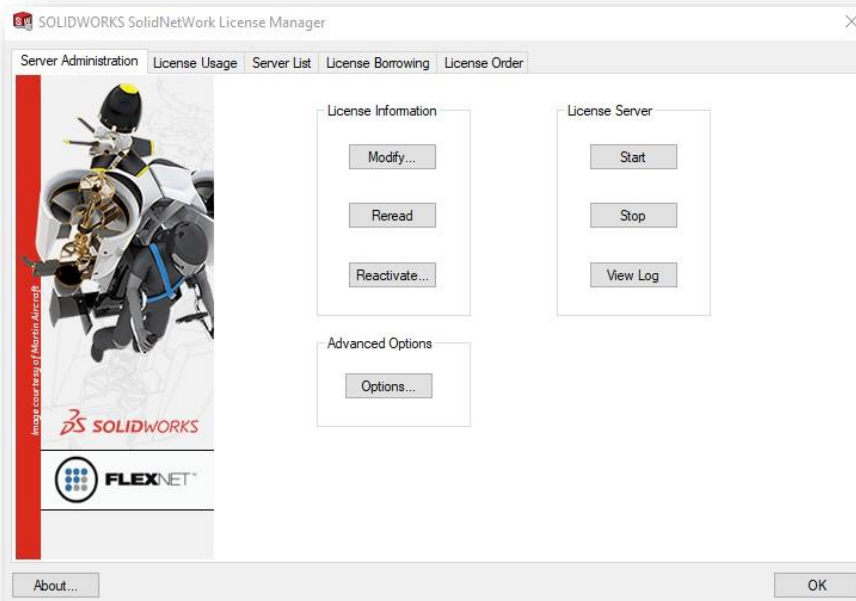 SOLIDWORKS SolidNetWork License Manager
Server Administration License Usage Server List License Borrowing License Order
License Information
Modify...
Reread
Reactivate...
License Server
Start
Stop
View Log
Advanced Options
Options...
Image courtesy of Martin Aircraft
SOLIDWORKS
FLEXNET™
About...
OK